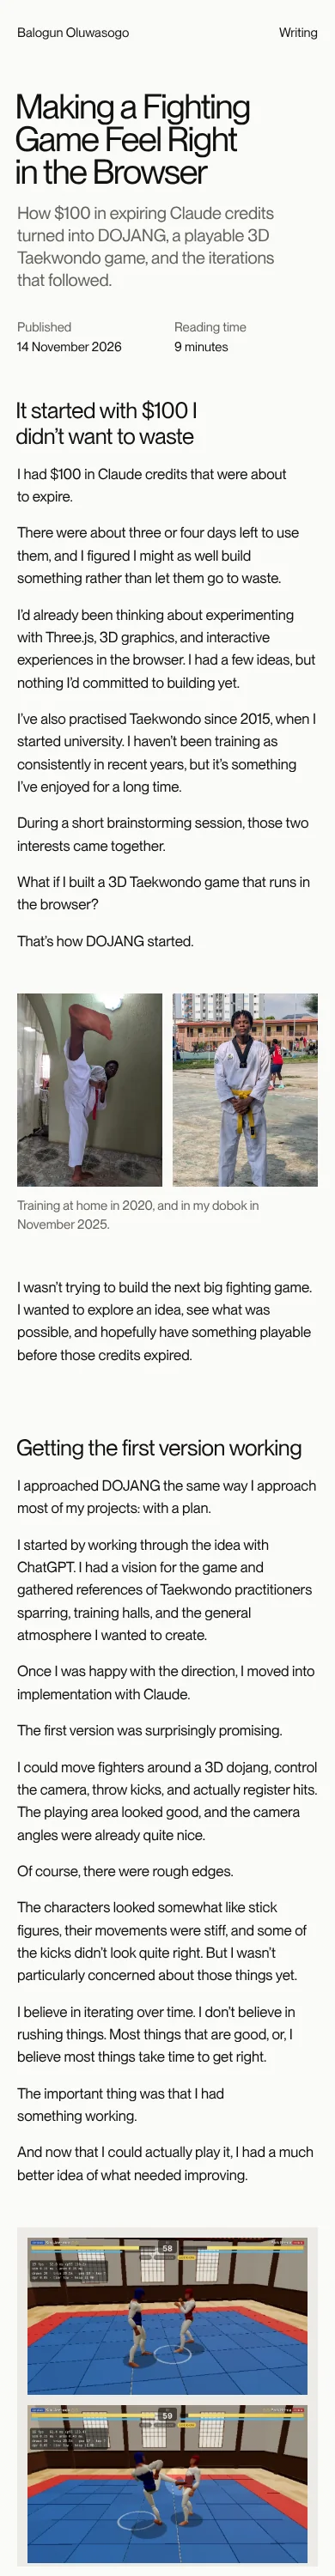 Balogun Oluwasogo
Writing
Making a Fighting
Game Feel Right
in the Browser
How $100 in expiring Claude credits
turned into DOJANG, a playable 3D
Taekwondo game, and the iterations
that followed.
Published
Reading time
14 November 2026
9 minutes
It started with $100 I
didn’t want to waste
I had $100 in Claude credits that were about
to expire.
There were about three or four days left to use
them, and I figured I might as well build
something rather than let them go to waste.
I’d already been thinking about experimenting
with Three.js, 3D graphics, and interactive
experiences in the browser. I had a few ideas, but
nothing I’d committed to building yet.
I’ve also practised Taekwondo since 2015, when I
started university. I haven’t been training as
consistently in recent years, but it’s something
I’ve enjoyed for a long time.
During a short brainstorming session, those two
interests came together.
What if I built a 3D Taekwondo game that runs in
the browser?
That’s how DOJANG started.
Training at home in 2020, and in my dobok in
November 2025.
I wasn’t trying to build the next big fighting game.
I wanted to explore an idea, see what was
possible, and hopefully have something playable
before those credits expired.
Getting the first version working
I approached DOJANG the same way I approach
most of my projects: with a plan.
I started by working through the idea with
ChatGPT. I had a vision for the game and
gathered references of Taekwondo practitioners
sparring, training halls, and the general
atmosphere I wanted to create.
Once I was happy with the direction, I moved into
implementation with Claude.
The first version was surprisingly promising.
I could move fighters around a 3D dojang, control
the camera, throw kicks, and actually register hits.
The playing area looked good, and the camera
angles were already quite nice.
Of course, there were rough edges.
The characters looked somewhat like stick
figures, their movements were stiff, and some of
the kicks didn’t look quite right. But I wasn’t
particularly concerned about those things yet.
I believe in iterating over time. I don’t believe in
rushing things. Most things that are good, or, I
believe most things take time to get right.
The important thing was that I had
something working.
And now that I could actually play it, I had a much
better idea of what needed improving.
58
59